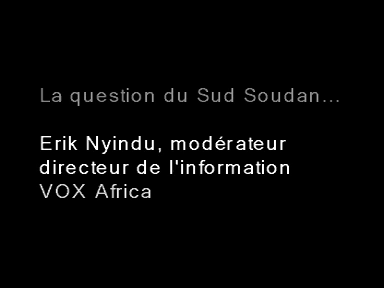 La question du Sud Soudan...
Erik Nyindu, modérateur
directeur de l'information
VOX Africa